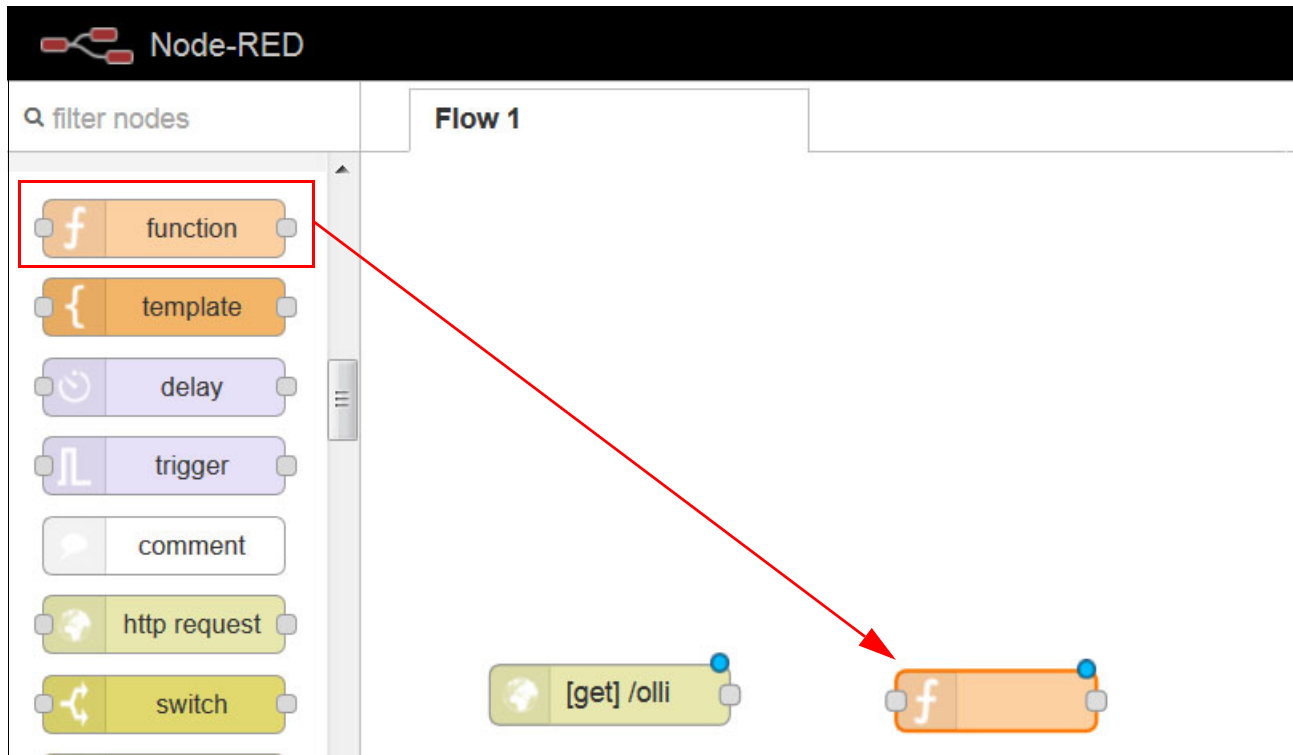 Node-RED
filter nodes
Flow 1
function
template
delay
trigger
comment
http request
switch
[get] /olli